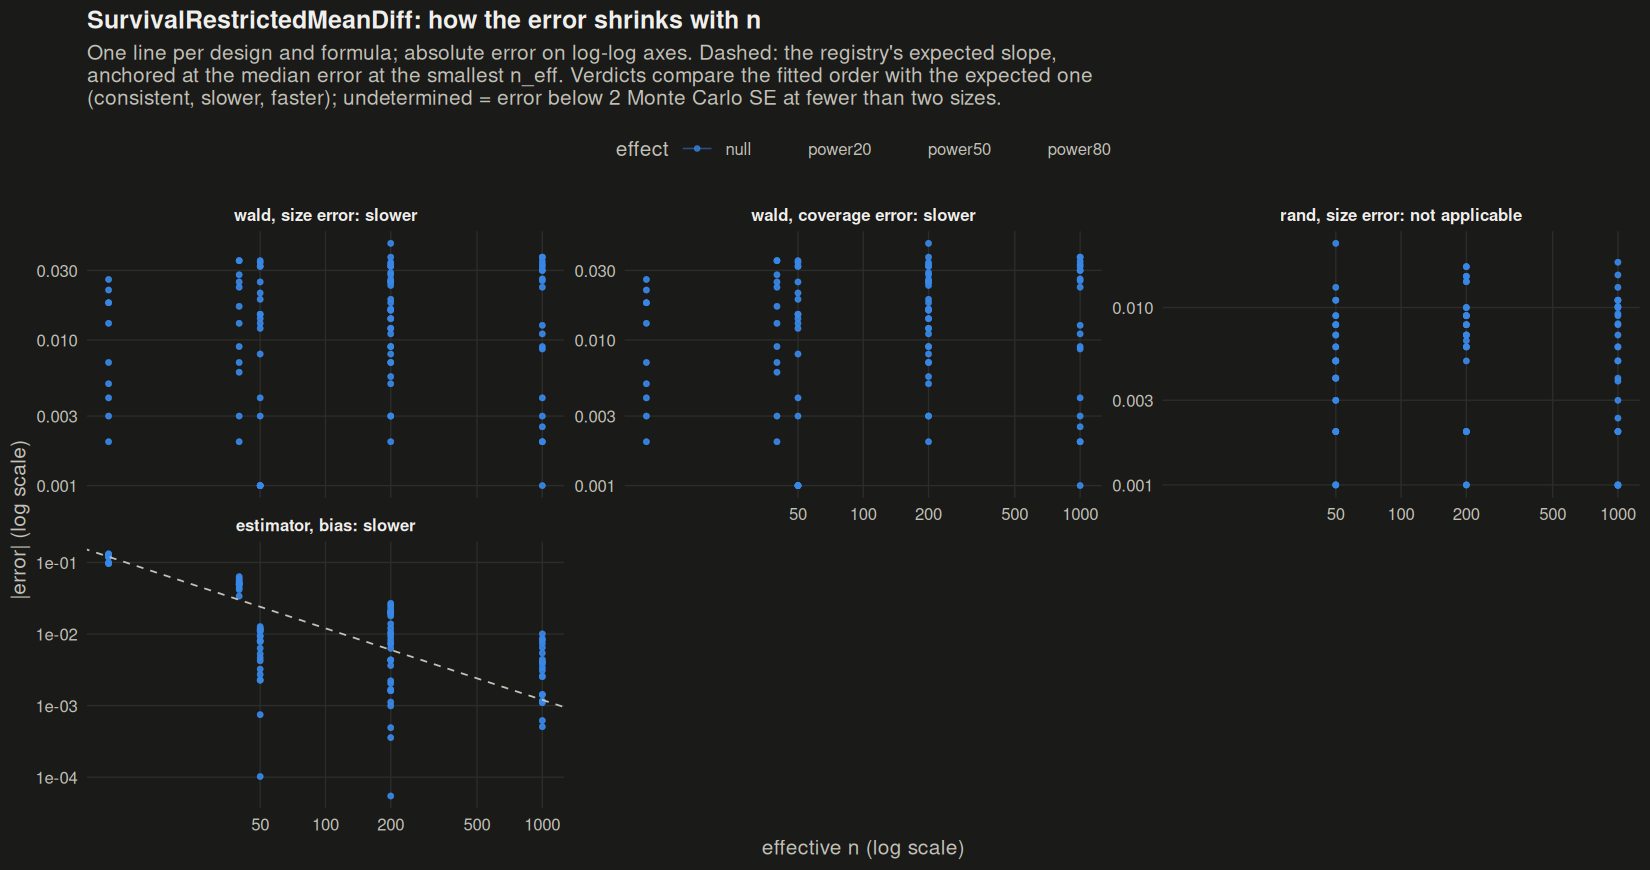 SurvivalRestrictedMeanDiff: how the error shrinks with n
One line per design and formula; absolute error on log-log axes. Dashed: the registry's expected slope,
anchored at the median error at the smallest n_eff. Verdicts compare the fitted order with the expected one
(consistent, slower, faster); undetermined = error below 2 Monte Carlo SE at fewer than two sizes.
effect null power20 power50 power80
wald, size error: slower
0.030
0.010
0.003
0.001
wald, coverage error: slower
0.030
0.010
0.003
0.001
50 100 200 500 1000
rand, size error: not applicable
0.010
0.003
0.001
50 100 200 500 1000
estimator, bias: slower
1e-01
1e-02
1e-03
1e-04
50 100 200 500 1000
|error| (log scale)
effective n (log scale)